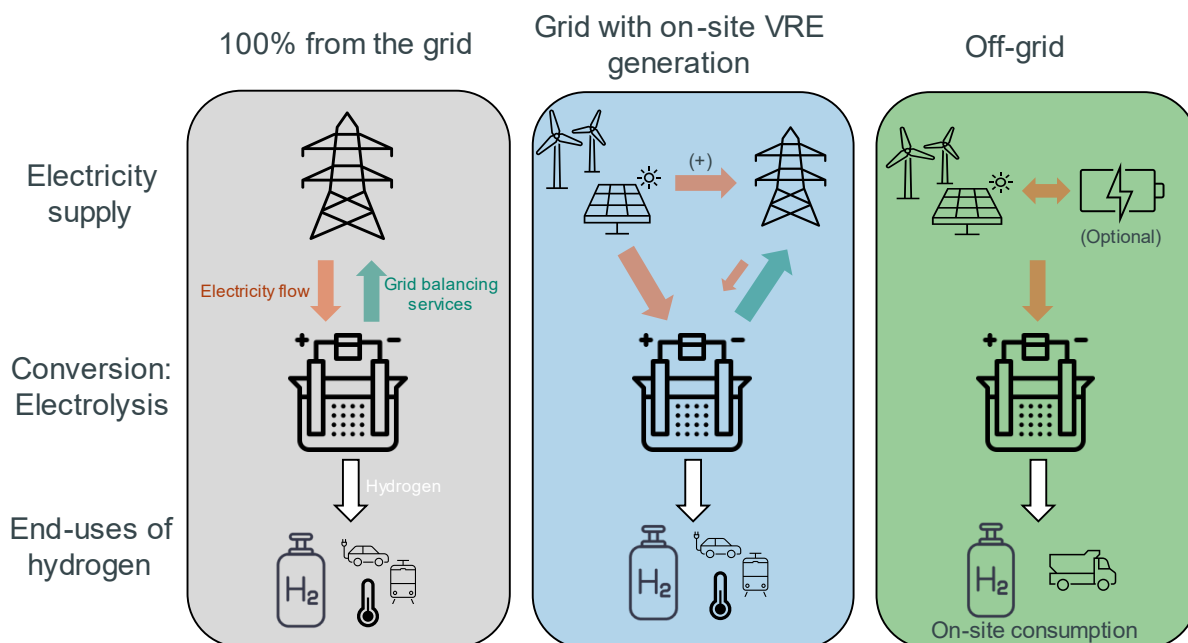 100% from the grid
Grid with on-site VRE
generation
Off-grid
Electricity
supply
(+)
(Optional)
Electricity flow
Grid balancing
services
+ −
+ −
+ −
Conversion:
Electrolysis
Hydrogen
End-uses of
hydrogen
H2
H2
H2
On-site consumption